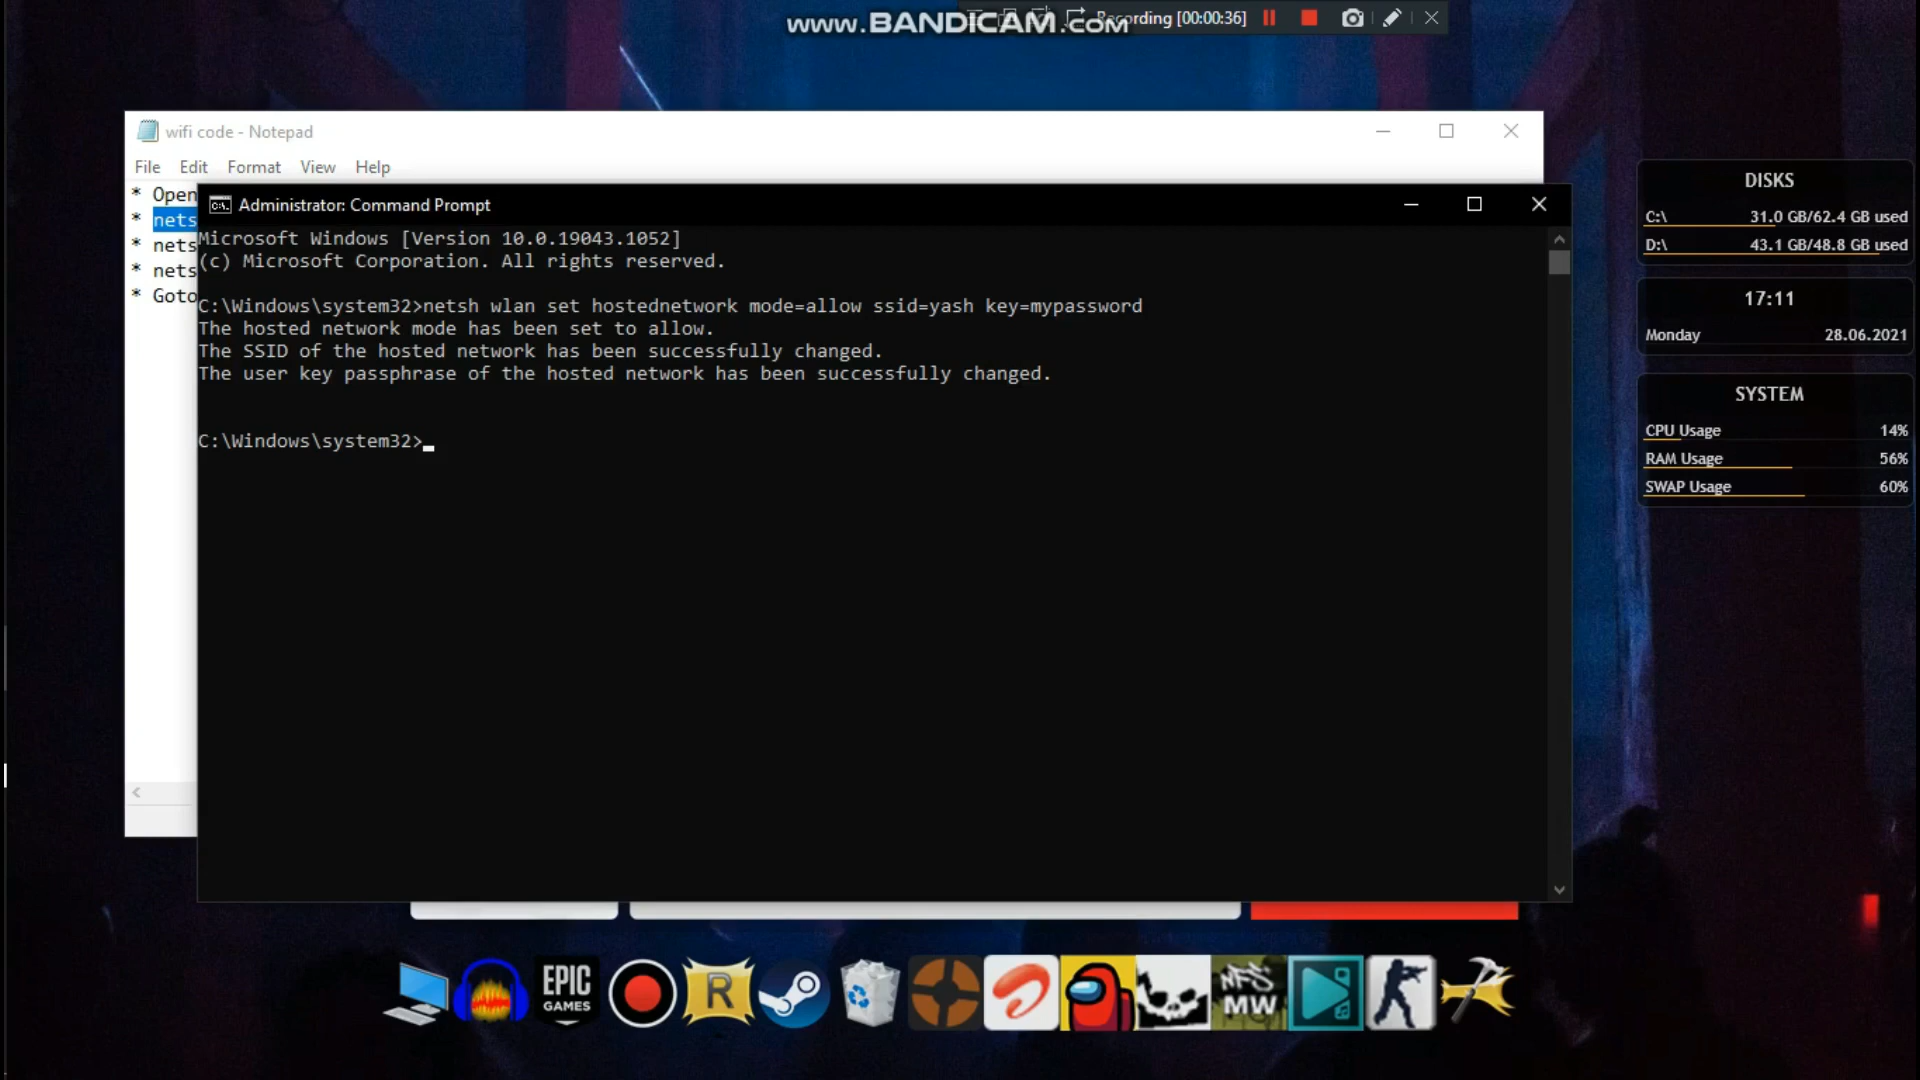 www.BANDICAM.com
Recording [00:00:36]
wifi code - Notepad
File Edit Format View Help
* Open
* nets
* nets
* nets
* Goto
Administrator: Command Prompt
Microsoft Windows [Version 10.0.19043.1052]
(c) Microsoft Corporation. All rights reserved.
C:\Windows\system32>netsh wlan set hostednetwork mode=allow ssid=yash key=mypassword
The hosted network mode has been set to allow.
The SSID of the hosted network has been successfully changed.
The user key passphrase of the hosted network has been successfully changed.
C:\Windows\system32>
DISKS
C:\ 31.0 GB/62.4 GB used
D:\ 43.1 GB/48.8 GB used
17:11
Monday 28.06.2021
SYSTEM
CPU Usage 14%
RAM Usage 56%
SWAP Usage 60%
EPIC
GAMES
R
NFS
MW